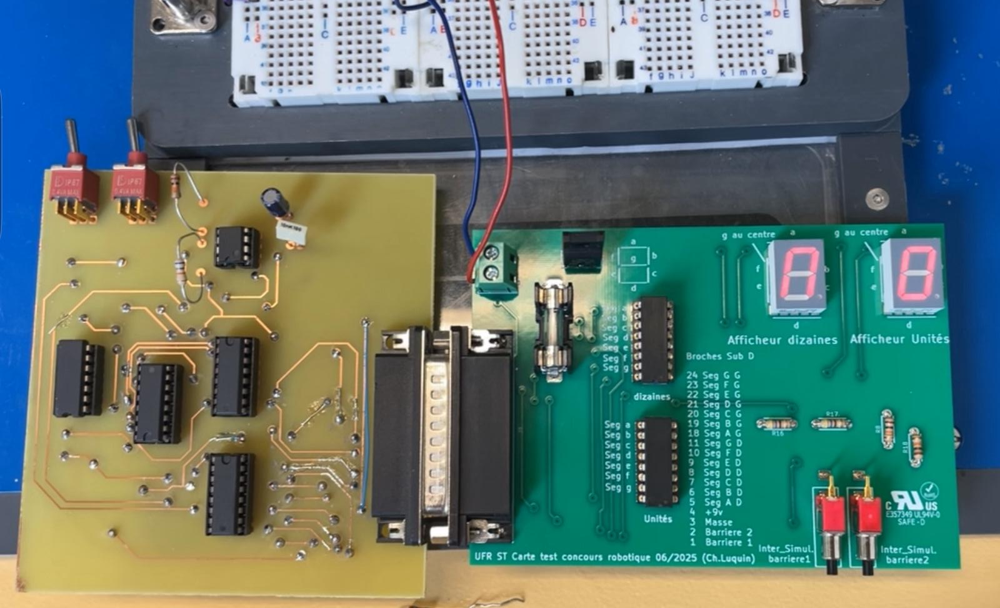 A
C
E
A
B
C
D
E
A
C
D
E
g h i j
k l m n o
f g h i j
k l m n o
IP67
IP67
g au centre
a
g au centre
a
a
g
b
c
d
f
e
b
c
d
f
e
d
Afficheur dizaines
Afficheur Unités
Seg b
Seg c
Seg d
Seg e
Seg f
Seg g
dizaines
Seg a
Seg b
Seg c
Seg d
Seg e
Seg f
Seg g
Unités
Broches Sub D
24 Seg G G
23 Seg F G
22 Seg E G
21 Seg D G
20 Seg C G
19 Seg B G
18 Seg A G
11 Seg G D
10 Seg F D
9 Seg E D
8 Seg D D
7 Seg C D
6 Seg B D
5 Seg A D
4 +9v
3 Masse
2 Barriere 2
1 Barriere 1
R16
R17
R18
C RU US
E357349 UL94V-0
SAFE-D
Inter_Simul.
barriere1
Inter_Simul.
barriere2
UFR ST Carte test concours robotique 06/2025 (Ch.Luquin)